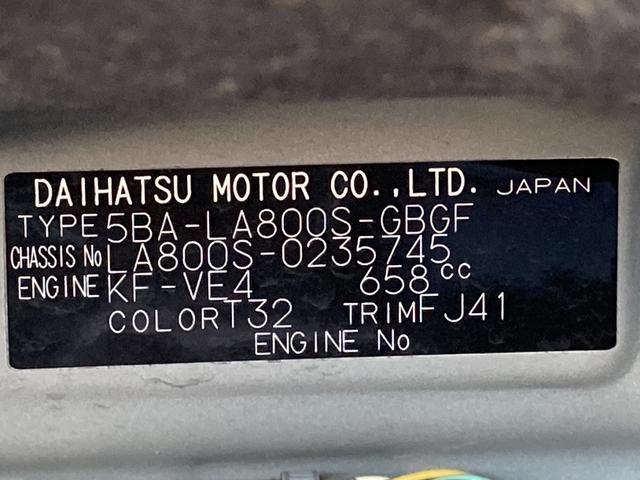 DAIHATSU MOTOR CO.,LTD. JAPAN
TYPE 5BA-LA800S-GBGF
CHASSIS No LA800S-0235745
ENGINE KF-VE4 658cc
COLOR T32 TRIM FJ41
ENGINE No